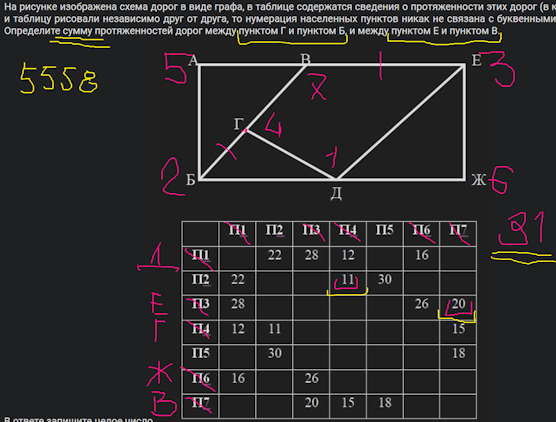 На рисунке изображена схема дорог в виде графа, в таблице содержатся сведения о протяженности этих дорог (в к
и таблицу рисовали независимо друг от друга, то нумерация населенных пунктов никак не связана с буквенными
Определите сумму протяженностей дорог между пунктом Г и пунктом Б, и между пунктом Е и пунктом В.
5558
5 А В 1 Е 3
7
Г 4
1
2 Б Д Ж 6
П1 П2 П3 П4 П5 П6 П7 31
Д П1 22 28 12 16
П2 22 11 30
Е П3 28 26 20
Г П4 12 11 15
П5 30 18
Ж П6 16 26
В П7 20 15 18
В ответе запишите целое число